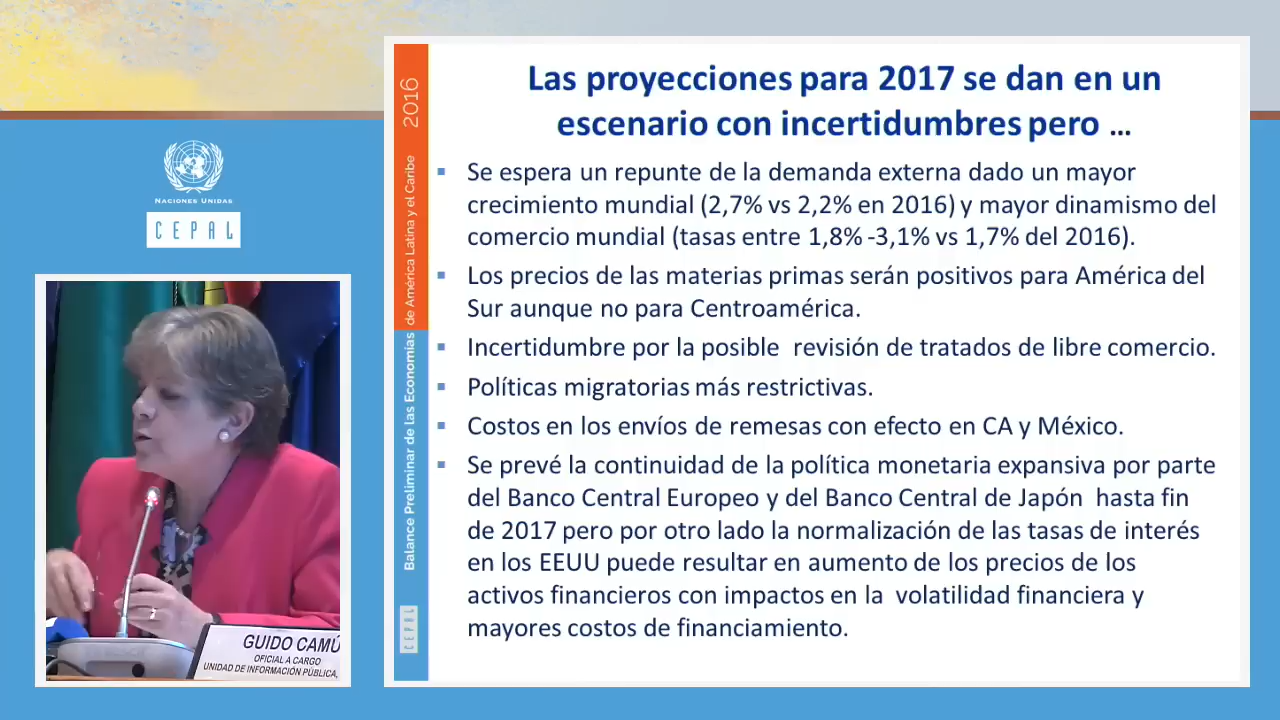 NACIONES UNIDAS
CEPAL
GUIDO CAMÚ
OFICIAL A CARGO
UNIDAD DE INFORMACIÓN PÚBLICA,
Balance Preliminar de las Economías de América Latina y el Caribe 2016
CEPAL
Las proyecciones para 2017 se dan en un
escenario con incertidumbres pero ...
▪ Se espera un repunte de la demanda externa dado un mayor
crecimiento mundial (2,7% vs 2,2% en 2016) y mayor dinamismo del
comercio mundial (tasas entre 1,8% -3,1% vs 1,7% del 2016).
▪ Los precios de las materias primas serán positivos para América del
Sur aunque no para Centroamérica.
▪ Incertidumbre por la posible revisión de tratados de libre comercio.
▪ Políticas migratorias más restrictivas.
▪ Costos en los envíos de remesas con efecto en CA y México.
▪ Se prevé la continuidad de la política monetaria expansiva por parte
del Banco Central Europeo y del Banco Central de Japón hasta fin
de 2017 pero por otro lado la normalización de las tasas de interés
en los EEUU puede resultar en aumento de los precios de los
activos financieros con impactos en la volatilidad financiera y
mayores costos de financiamiento.